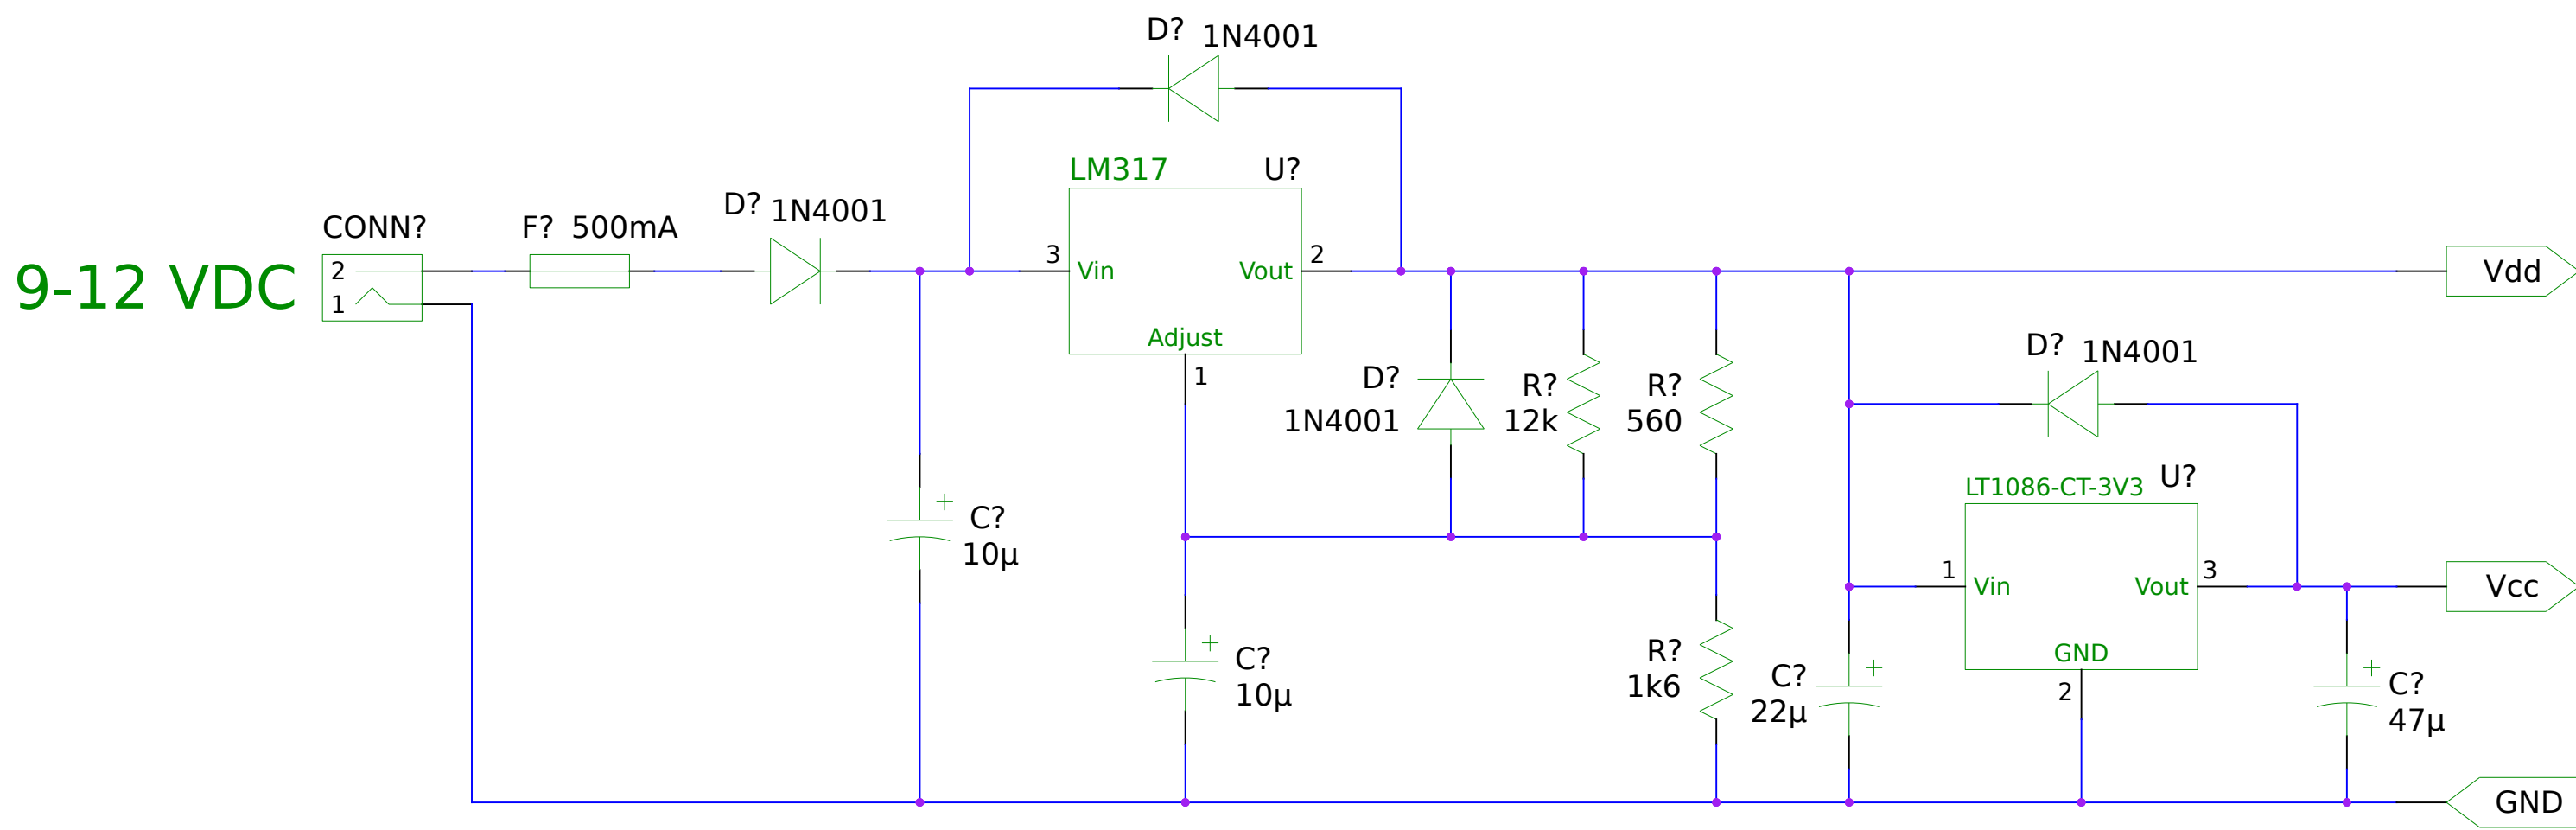 D? 1N4001
LM317 U?
D? 1N4001
CONN? F? 500mA
9-12 VDC
2
1
3 Vin Vout 2
Adjust
1
Vdd
D? 1N4001
D?
1N4001
R?
12k
R?
560
LT1086-CT-3V3 U?
C?
10µ
1 Vin Vout 3
GND
2
Vcc
C?
10µ
R?
1k6
C?
22µ
C?
47µ
GND